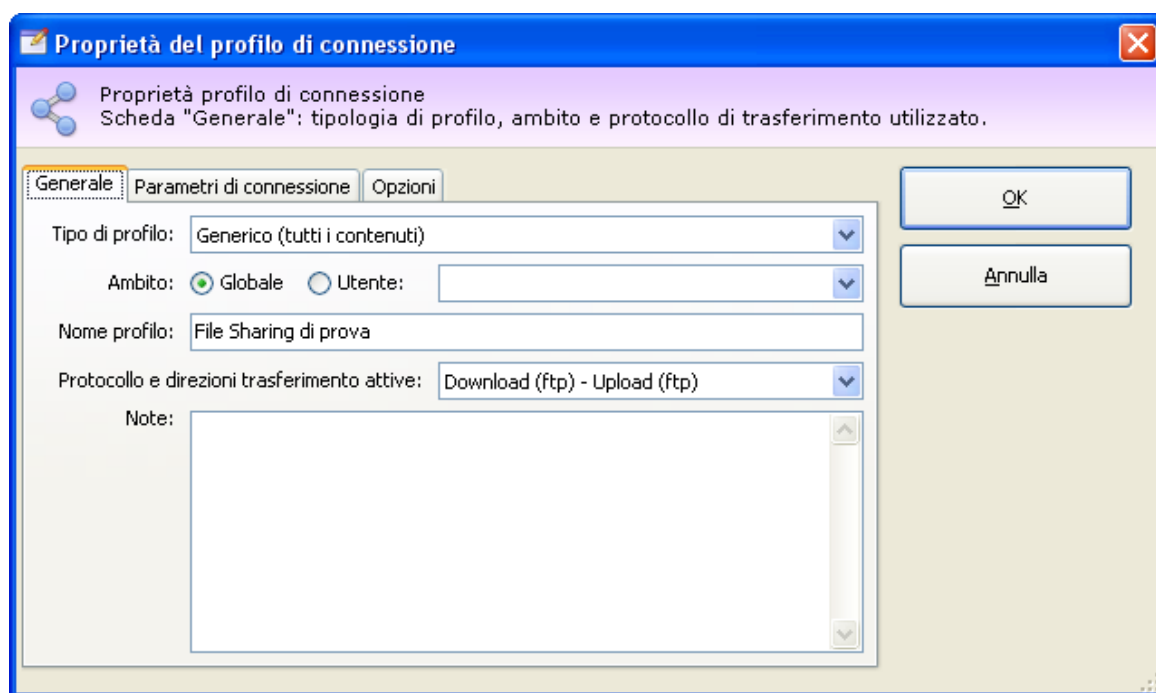 Proprietà del profilo di connessione
Proprietà profilo di connessione
Scheda "Generale": tipologia di profilo, ambito e protocollo di trasferimento utilizzato.
Generale Parametri di connessione Opzioni
OK
Tipo di profilo: Generico (tutti i contenuti)
Annulla
Ambito: Globale Utente:
Nome profilo: File Sharing di prova
Protocollo e direzioni trasferimento attive: Download (ftp) - Upload (ftp)
Note: